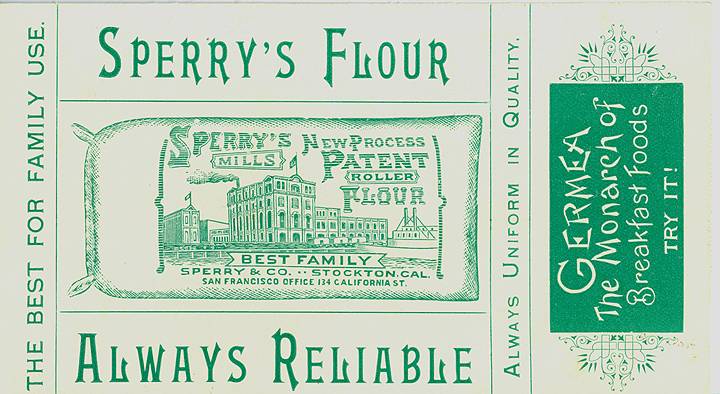 THE BEST FOR FAMILY USE.
SPERRY'S FLOUR
SPERRY'S
MILLS
NEW PROCESS
PATENT
ROLLER
FLOUR
BEST FAMILY
SPERRY & CO. ·· STOCKTON.CAL.
SAN FRANCISCO OFFICE 134 CALIFORNIA ST.
ALWAYS RELIABLE
ALWAYS UNIFORM IN QUALITY.
GERMEA
The Monarch of
Breakfast Foods
TRY IT!